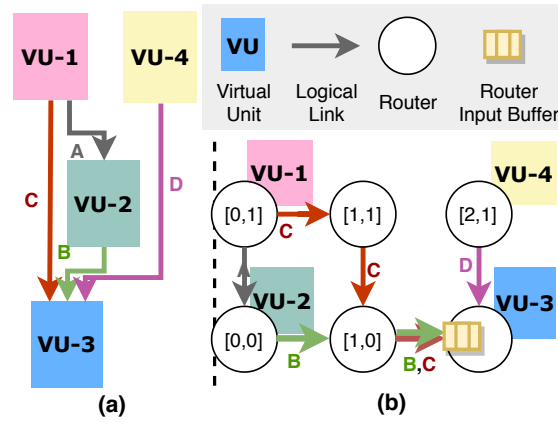 VU-1
VU-4
A
C
D
VU-2
B
VU-3
(a)
VU
Virtual
Unit
Logical
Link
Router
Router
Input Buffer
VU-1
VU-4
[0,1]
[1,1]
[2,1]
C
A
C
D
VU-2
VU-3
[0,0]
[1,0]
B
B,C
(b)